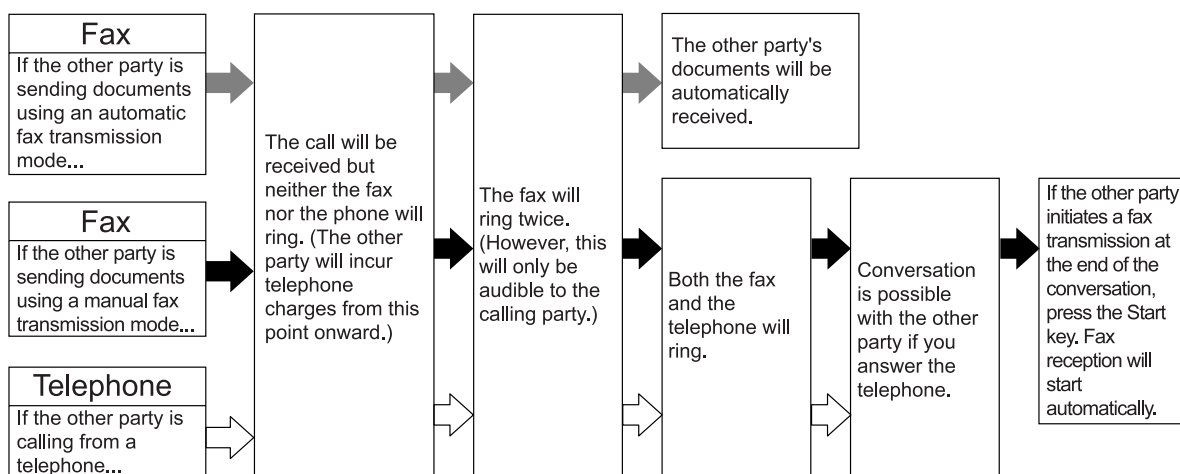 Fax
If the other party is
sending documents
using an automatic
fax transmission
mode...
Fax
If the other party is
sending documents
using a manual fax
transmission mode...
Telephone
If the other party is
calling from a
telephone...
The call will be
received but
neither the fax
nor the phone will
ring. (The other
party will incur
telephone
charges from this
point onward.)
The fax will
ring twice.
(However, this
will only be
audible to the
calling party.)
The other party's
documents will be
automatically
received.
Both the fax
and the
telephone will
ring.
Conversation
is possible
with the other
party if you
answer the
telephone.
If the other party
initiates a fax
transmission at
the end of the
conversation,
press the Start
key. Fax
reception will
start
automatically.